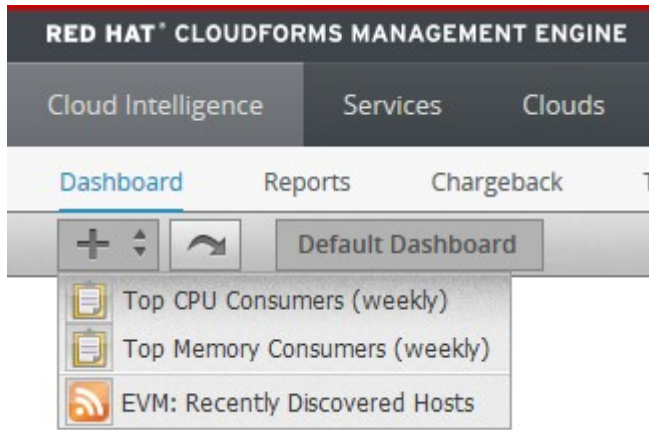 RED HAT® CLOUDFORMS MANAGEMENT ENGINE
Cloud Intelligence Services Clouds
Dashboard Reports Chargeback
Default Dashboard
Top CPU Consumers (weekly)
Top Memory Consumers (weekly)
EVM: Recently Discovered Hosts